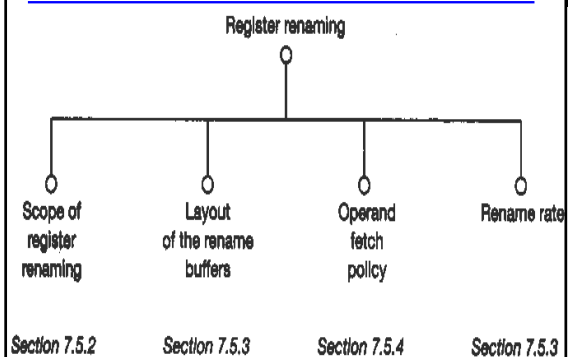 Register renaming
Scope of
register
renaming
Layout
of the rename
buffers
Operand
fetch
policy
Rename rate
Section 7.5.2
Section 7.5.3
Section 7.5.4
Section 7.5.3